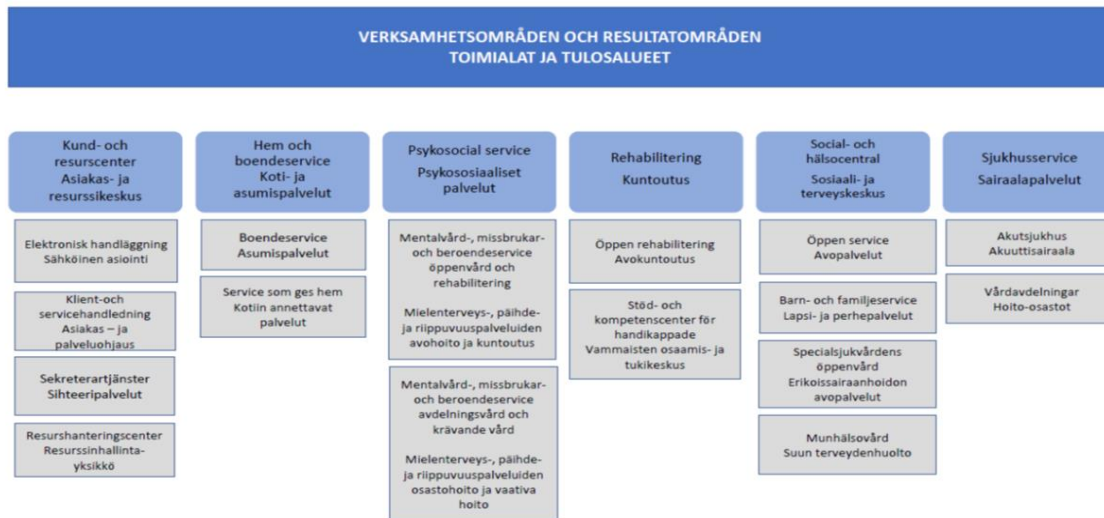 VERKSAMHETSOMRÅDEN OCH RESULTATOMRÅDEN
TOIMIALAT JA TULOSALUEET
Kund- och
resurscenter
Asiakas- ja
resurssikeskus
Elektronisk handläggning
Sähköinen asiointi
Klient-och
servicehandledning
Asiakas – ja
palveluohjaus
Sekreterartjänster
Sihteeripalvelut
Resurshanteringscenter
Resurssinhallinta-
yksikkö
Hem och
boendeservice
Koti- ja
asumispalvelut
Boendeservice
Asumispalvelut
Service som ges hem
Kotiin annettavat
palvelut
Psykosocial service
Psykososiaaliset
palvelut
Mentalvård-, missbrukar-
och beroendeservice
öppenvård och
rehabilitering
Mielenterveys-, päihde-
ja riippuvuuspalveluiden
avohoito ja kuntoutus
Mentalvård-, missbrukar-
och beroendeservice
avdelningsvård och
krävande vård
Mielenterveys-, päihde-
ja riippuvuuspalveluiden
osastohoito ja vaativa
hoito
Rehabilitering
Kuntoutus
Öppen rehabilitering
Avokuntoutus
Stöd- och
kompetenscenter för
handikappade
Vammaisten osaamis- ja
tukikeskus
Social- och
hälsocentral
Sosiaali- ja
terveyskeskus
Öppen service
Avopalvelut
Barn- och familjeservice
Lapsi- ja perhepalvelut
Specialsjukvårdens
öppenvård
Erikoissairaanhoidon
avopalvelut
Munhälsovård
Suun terveydenhuolto
Sjukhusservice
Sairaalapalvelut
Akutsjukhus
Akuuttisairaala
Vårdavdelningar
Hoito-osastot